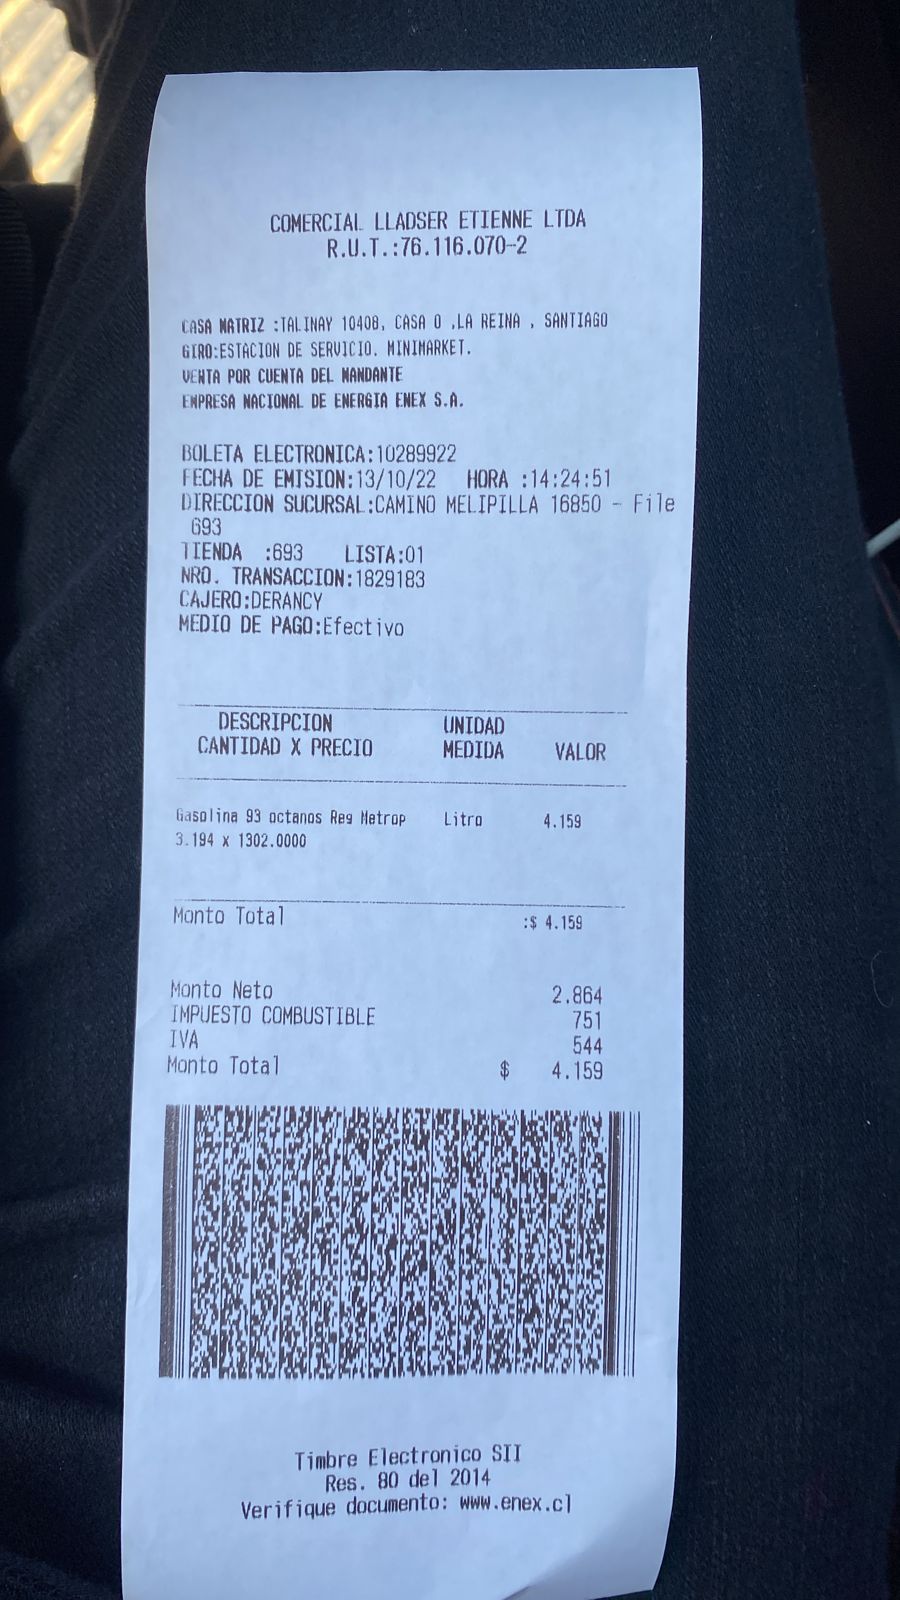 COMERCIAL LLADSER ETIENNE LTDA
R.U.T.:76.116.070-2
CASA MATRIZ :TALINAY 10408, CASA O ,LA REINA , SANTIAGO
GIRO:ESTACION DE SERVICIO. MINIMARKET.
VENTA POR CUENTA DEL MANDANTE
EMPRESA NACIONAL DE ENERGIA ENEX S.A.
BOLETA ELECTRONICA:10289922
FECHA DE EMISION:13/10/22 HORA :14:24:51
DIRECCION SUCURSAL:CAMINO MELIPILLA 16850 - File
693
TIENDA :693 LISTA:01
NRO. TRANSACCION:1829183
CAJERO:DERANCY
MEDIO DE PAGO:Efectivo
DESCRIPCION UNIDAD
CANTIDAD X PRECIO MEDIDA VALOR
Gasolina 93 octanos Reg Metrop Litro 4.159
3.194 x 1302.0000
Monto Total :$ 4.159
Monto Neto 2.864
IMPUESTO COMBUSTIBLE 751
IVA 544
Monto Total $ 4.159
Timbre Electronico SII
Res. 80 del 2014
Verifique documento: www.enex.cl